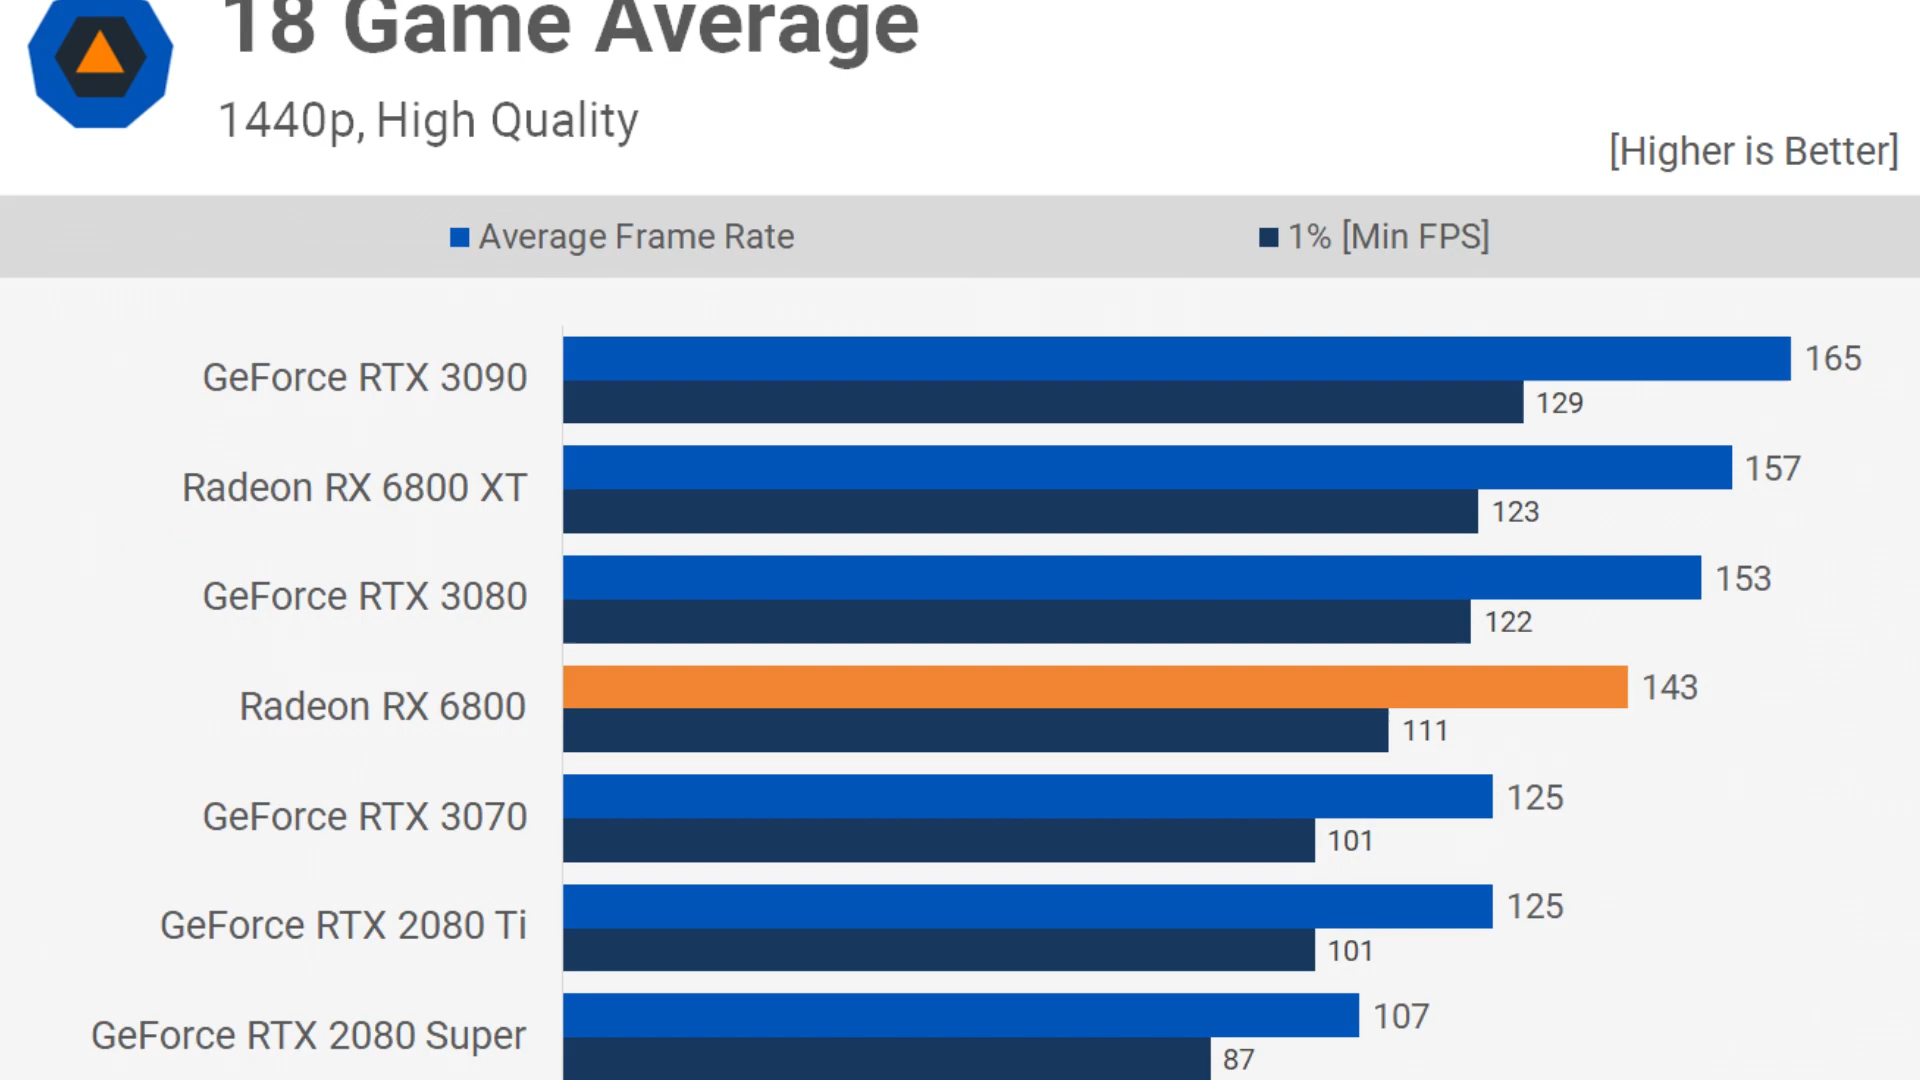 18 Game Average
1440p, High Quality
[Higher is Better]
Average Frame Rate
1% [Min FPS]
GeForce RTX 3090
165
129
Radeon RX 6800 XT
157
123
GeForce RTX 3080
153
122
Radeon RX 6800
143
111
GeForce RTX 3070
125
101
GeForce RTX 2080 Ti
125
101
GeForce RTX 2080 Super
107
87